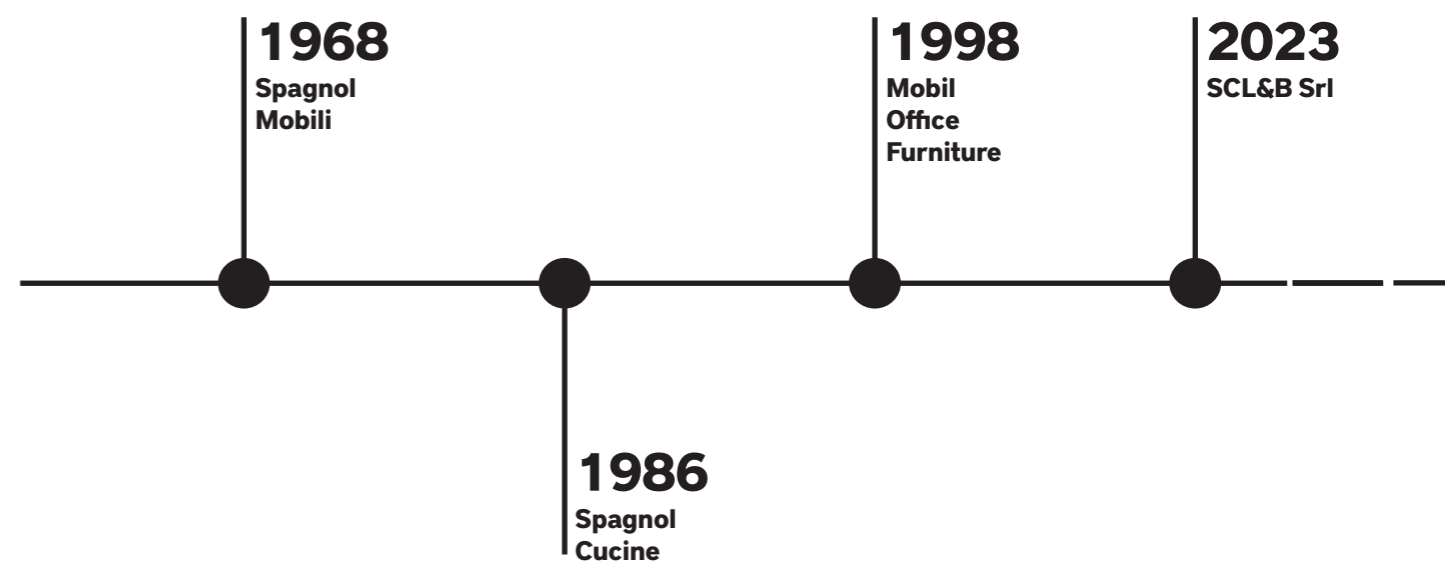 1968
Spagnol
Mobili
1986
Spagnol
Cucine
1998
Mobil
Office
Furniture
2023
SCL&B Srl